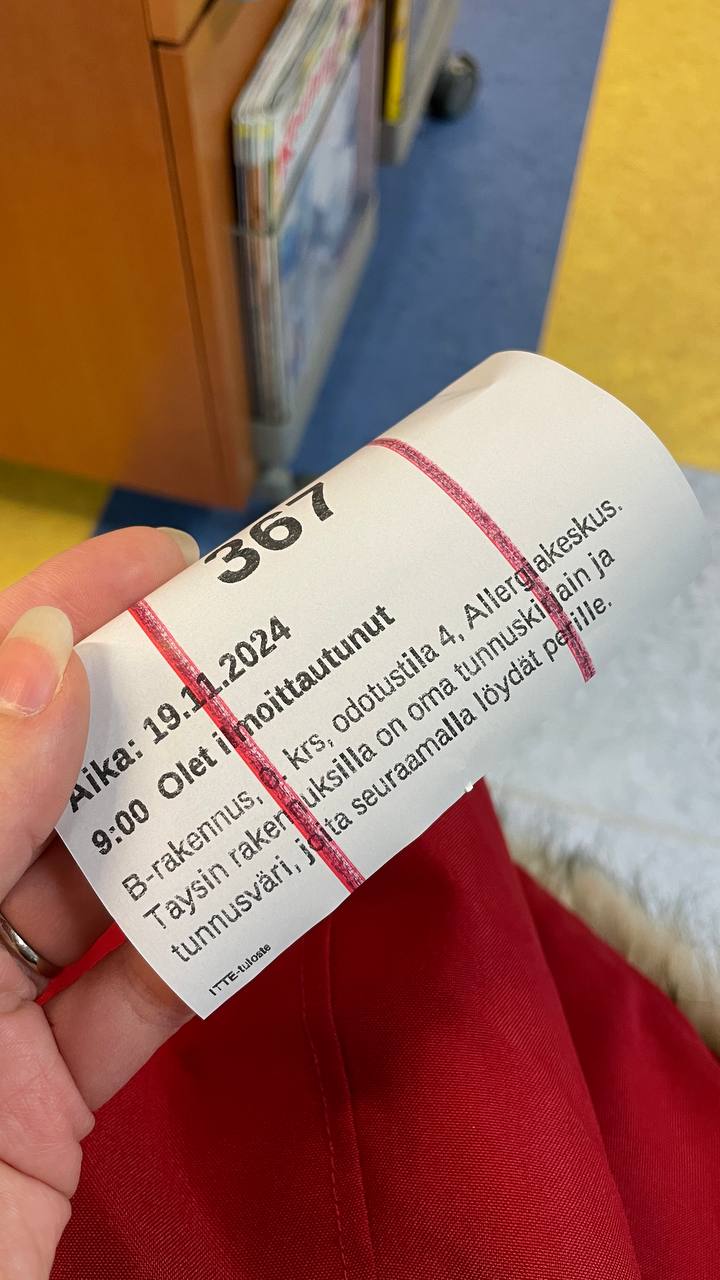 367
Aika: 19.11.2024
9:00 Olet ilmoittautunut
B-rakennus, 0. krs, odotustila 4, Allergiakeskus.
Taysin rakennuksilla on oma tunnuskirjain ja
tunnusväri, joita seuraamalla löydät perille.
ITTE-tuloste